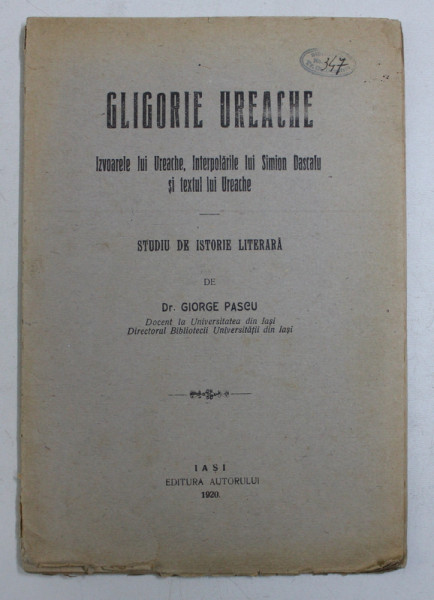 347
GLIGORIE UREACHE
Izvoarele lui Ureache, Interpolările lui Simion Dascalu
și textul lui Ureache
STUDIU DE ISTORIE LITERARĂ
DE
Dr. GIORGE PASCU
Docent la Universitatea din Iași
Directorul Bibliotecii Universității din Iași
IAȘI
EDITURA AUTORULUI
1920.